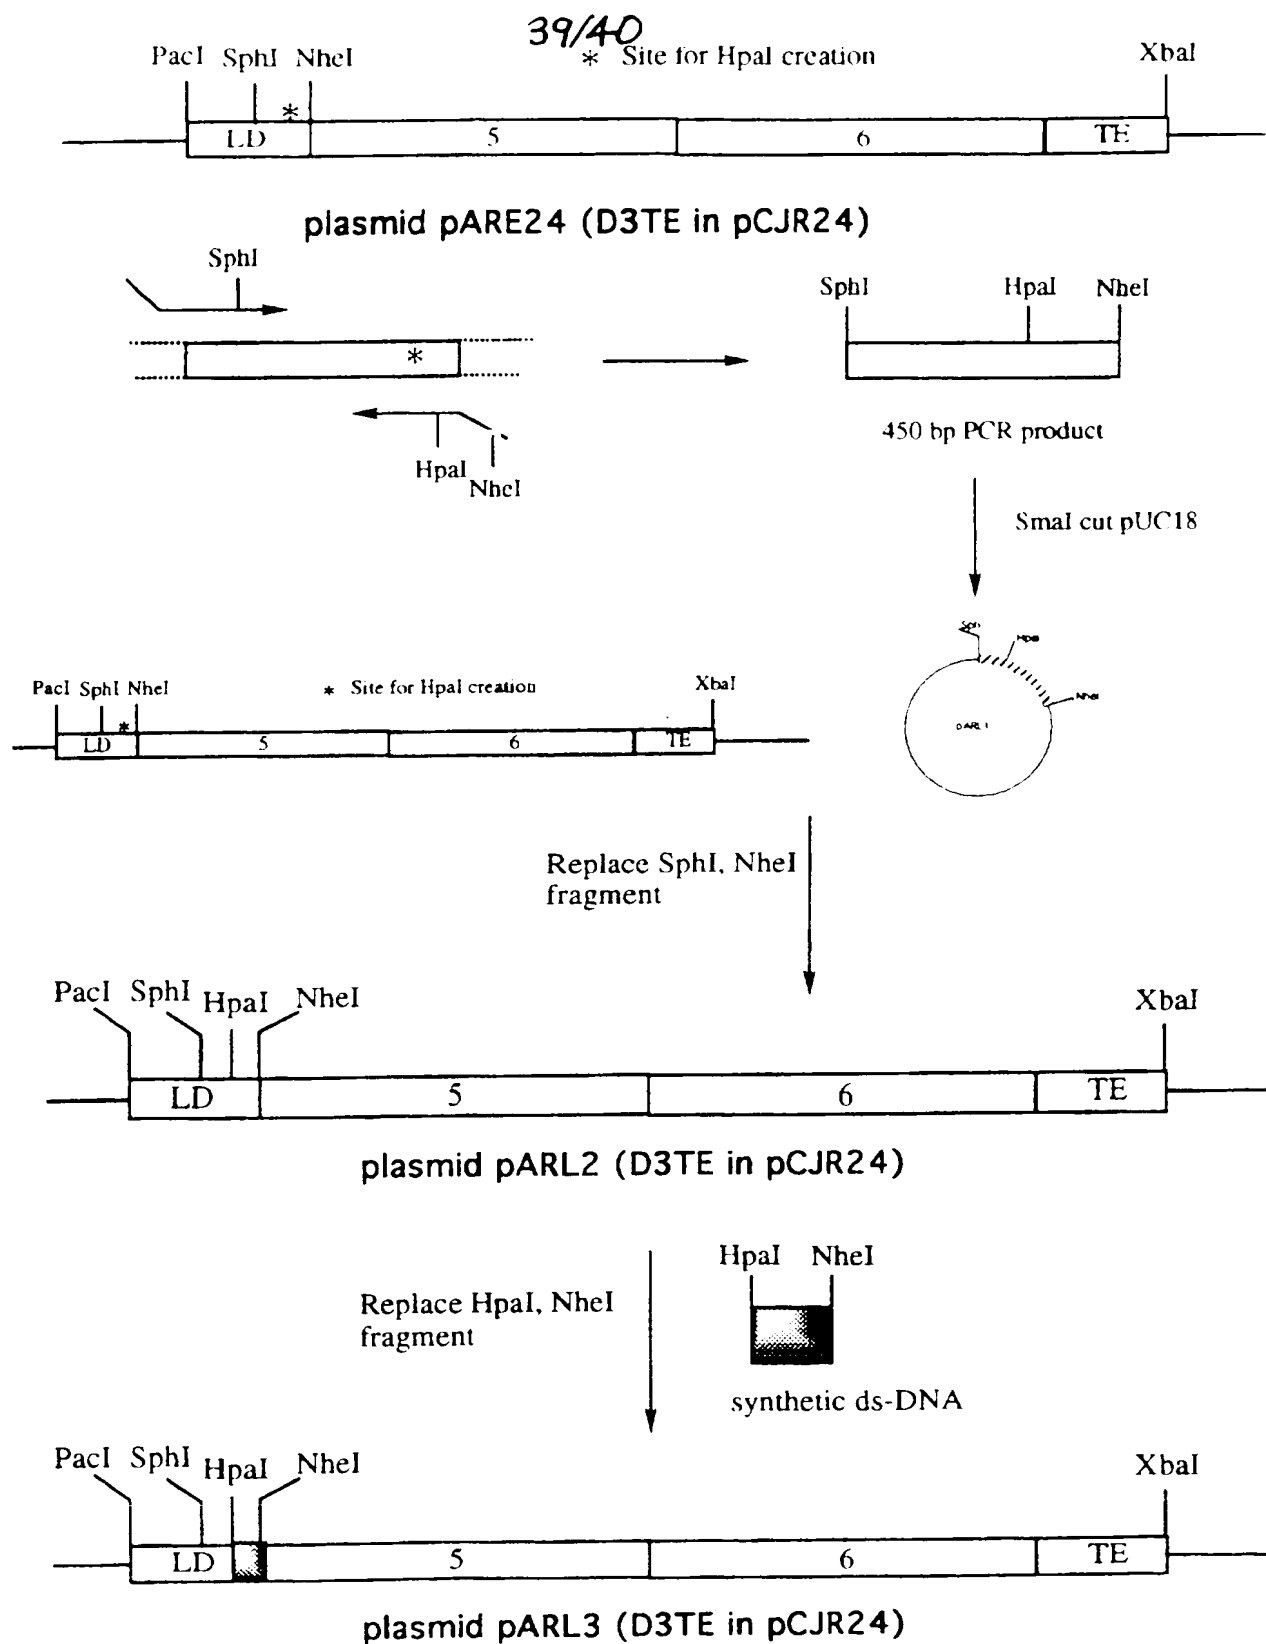 39/40
* Site for HpaI creation
PacI SphI NheI XbaI
*
LD 5 6 TE
plasmid pARE24 (D3TE in pCJR24)
SphI
SphI HpaI NheI
*
450 bp PCR product
HpaI
NheI
SmaI cut pUC18
Sph
Hpa
NheI
pARL1
PacI SphI NheI * Site for HpaI creation XbaI
*
LD 5 6 TE
Replace SphI, NheI
fragment
PacI SphI HpaI NheI XbaI
LD 5 6 TE
plasmid pARL2 (D3TE in pCJR24)
HpaI NheI
Replace HpaI, NheI
fragment
synthetic ds-DNA
PacI SphI HpaI NheI XbaI
LD 5 6 TE
plasmid pARL3 (D3TE in pCJR24)